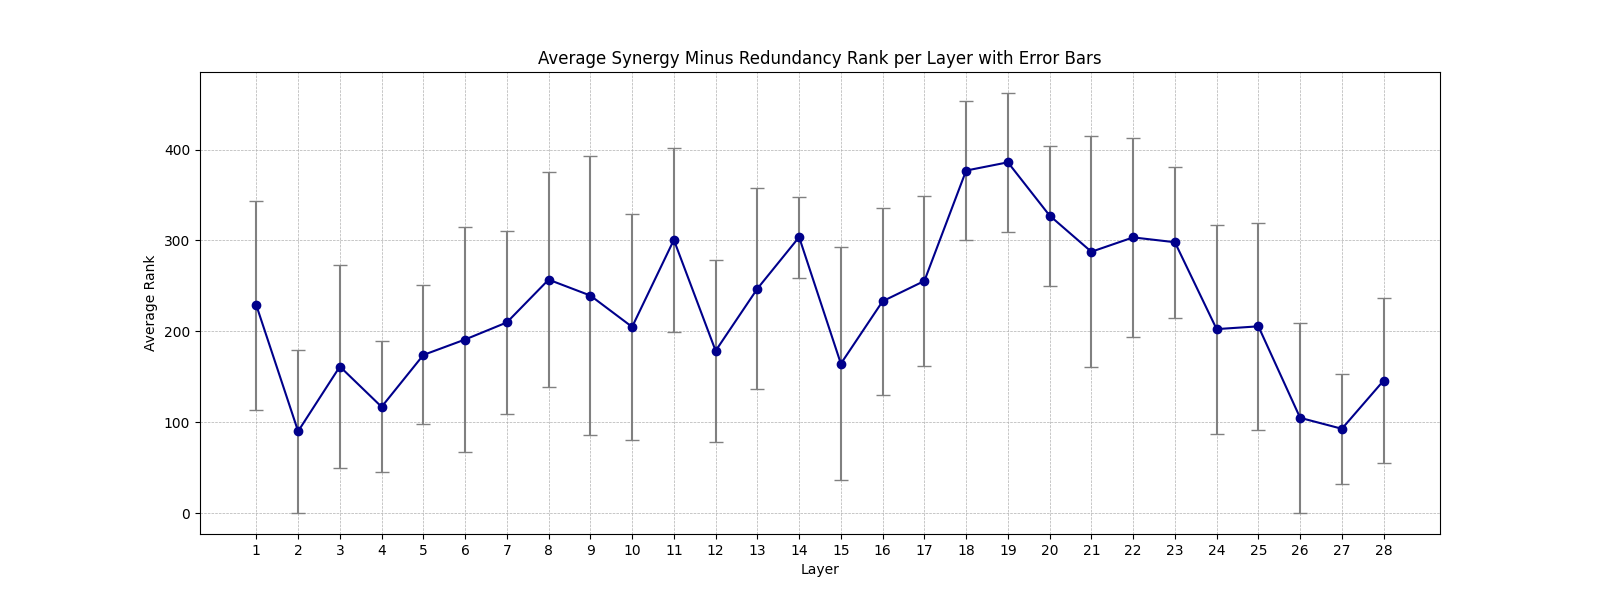 Average Synergy Minus Redundancy Rank per Layer with Error Bars
Average Rank
400
300
200
100
0
1 2 3 4 5 6 7 8 9 10 11 12 13 14 15 16 17 18 19 20 21 22 23 24 25 26 27 28
Layer